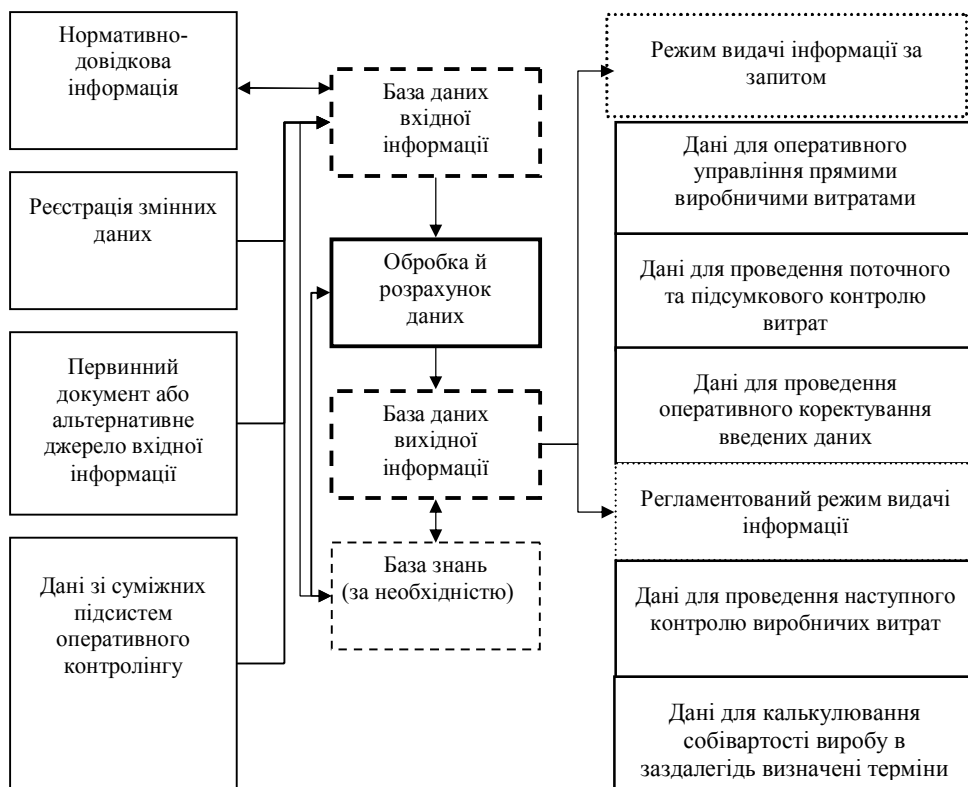 Нормативно-
довідкова
інформація
Реєстрація змінних
даних
Первинний
документ або
альтернативне
джерело вхідної
інформації
Дані зі суміжних
підсистем
оперативного
контролінгу
База даних
вхідної
інформації
Обробка й
розрахунок
даних
База даних
вихідної
інформації
База знань
(за необхідністю)
Режим видачі інформації за
запитом
Дані для оперативного
управління прямими
виробничими витратами
Дані для проведення поточного
та підсумкового контролю
витрат
Дані для проведення
оперативного коректування
введених даних
Регламентований режим видачі
інформації
Дані для проведення наступного
контролю виробничих витрат
Дані для калькулювання
собівартості виробу в
заздалегідь визначені терміни